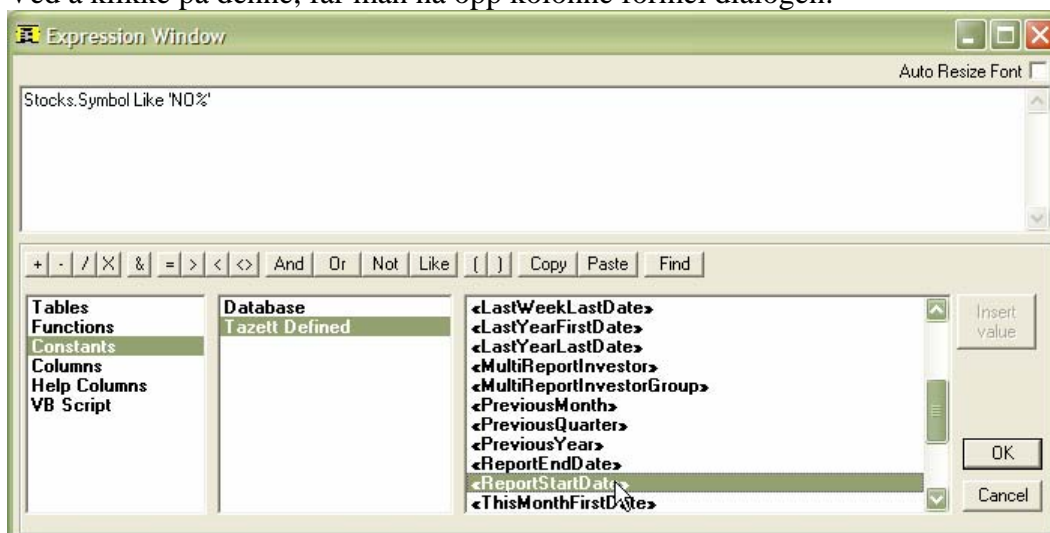 Ved å klikke på denne, får man nå opp kolonne formel dialogen:
Expression Window
Auto Resize Font
Stocks.Symbol Like 'NO%'
+ - / X & = > < <> And Or Not Like ( ) Copy Paste Find
Tables
Functions
Constants
Columns
Help Columns
VB Script
Database
Tazett Defined
«LastWeekLastDate»
«LastYearFirstDate»
«LastYearLastDate»
«MultiReportInvestor»
«MultiReportInvestorGroup»
«PreviousMonth»
«PreviousQuarter»
«PreviousYear»
«ReportEndDate»
«ReportStartDate»
«ThisMonthFirstDate»
Insert
value
OK
Cancel